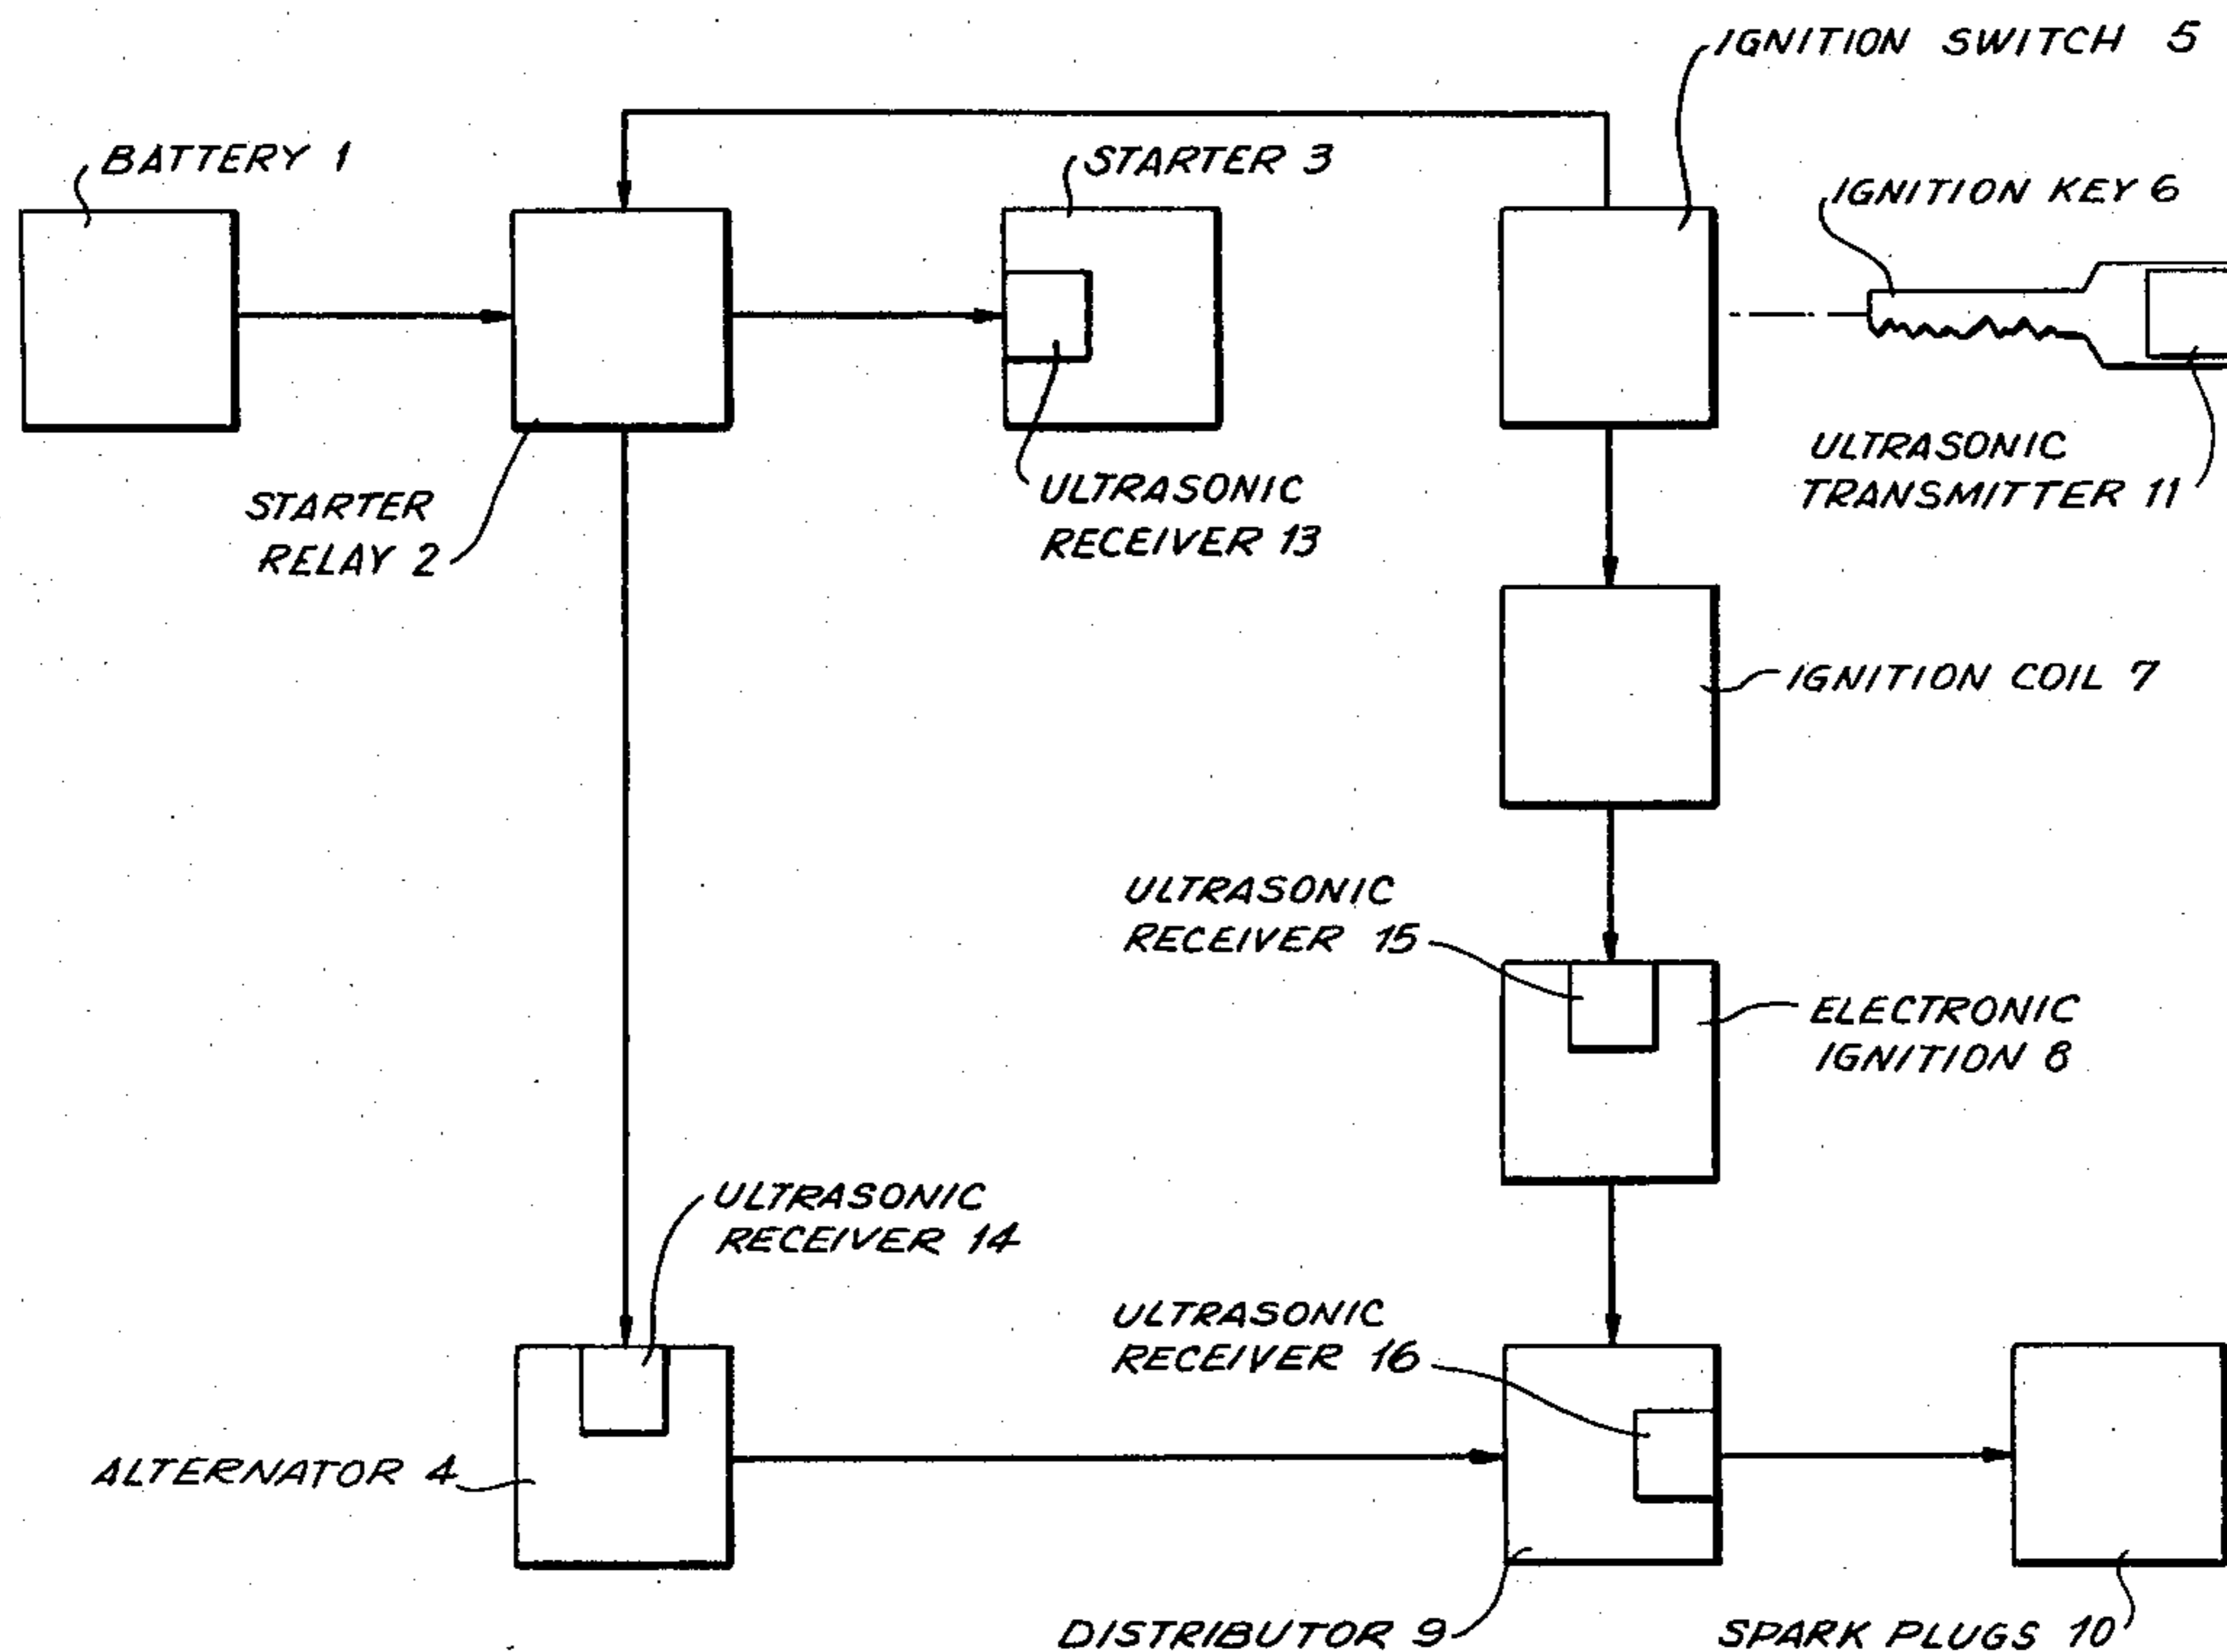 IGNITION SWITCH 5
BATTERY 1
STARTER 3
IGNITION KEY 6
STARTER
RELAY 2
ULTRASONIC
RECEIVER 13
ULTRASONIC
TRANSMITTER 11
IGNITION COIL 7
ULTRASONIC
RECEIVER 15
ELECTRONIC
IGNITION 8
ULTRASONIC
RECEIVER 14
ULTRASONIC
RECEIVER 16
ALTERNATOR 4
DISTRIBUTOR 9
SPARK PLUGS 10